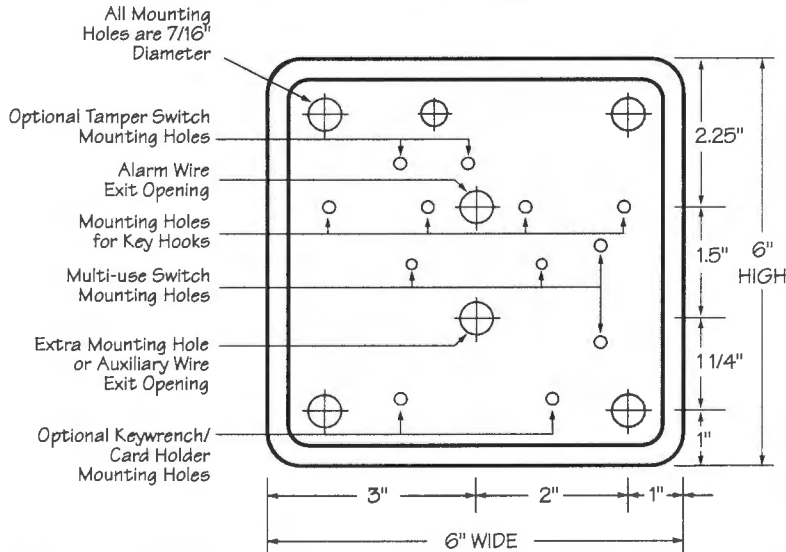 All Mounting
Holes are 7/16"
Diameter
Optional Tamper Switch
Mounting Holes
Alarm Wire
Exit Opening
Mounting Holes
for Key Hooks
Multi-use Switch
Mounting Holes
Extra Mounting Hole
or Auxiliary Wire
Exit Opening
Optional Keywrench/
Card Holder
Mounting Holes
2.25"
1.5"
6"
HIGH
1 1/4"
1"
3"
2"
1"
6" WIDE